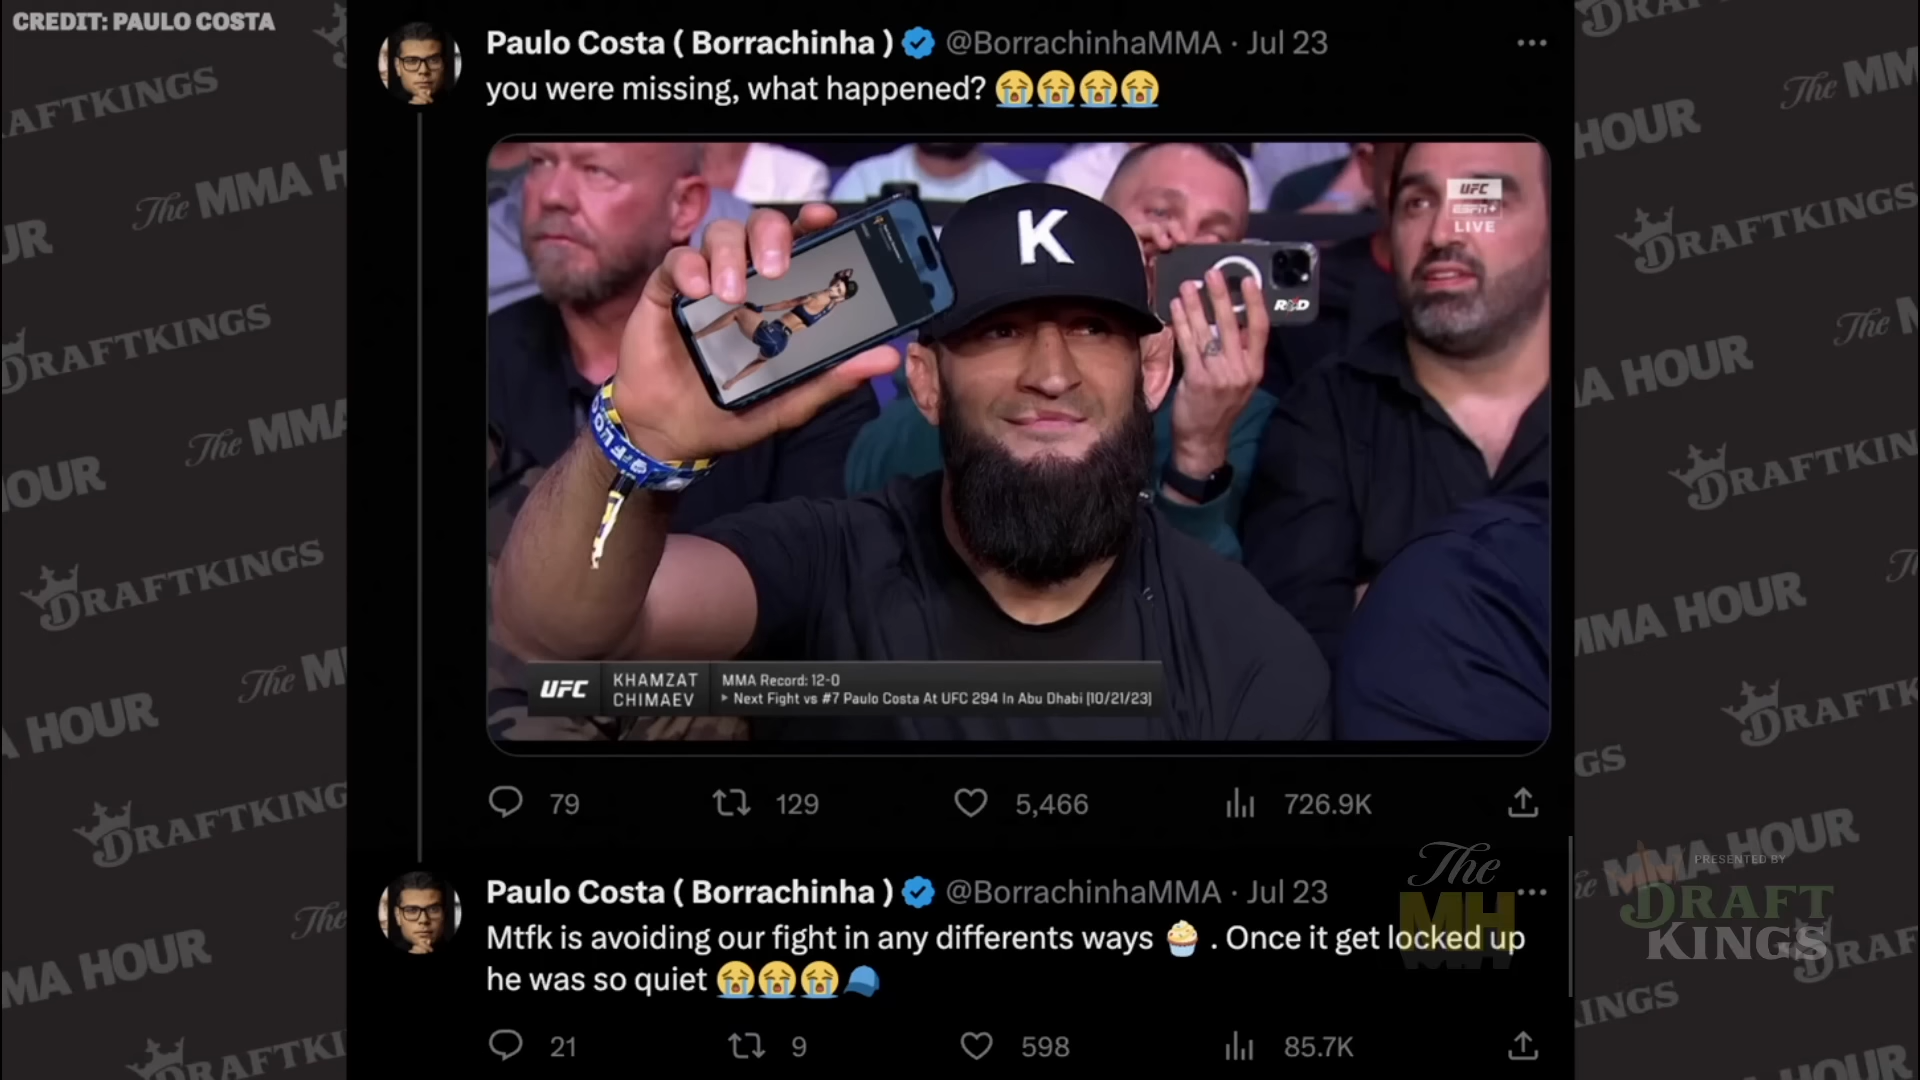 CREDIT: PAULO COSTA
Paulo Costa ( Borrachinha ) @BorrachinhaMMA · Jul 23
you were missing, what happened? 😭😭😭😭
K
UFC
ESPN+
LIVE
UFC
KHAMZAT
CHIMAEV
MMA Record: 12-0
▸ Next Fight vs #7 Paulo Costa At UFC 294 In Abu Dhabi (10/21/23)
79 129 5,466 726.9K
Paulo Costa ( Borrachinha ) @BorrachinhaMMA · Jul 23
Mtfk is avoiding our fight in any differents ways 🧁 . Once it get locked up
he was so quiet 😭😭😭🧢
21 9 598 85.7K
The
MH
PRESENTED BY
DRAFT
KINGS
The MMA HOUR
DRAFTKINGS